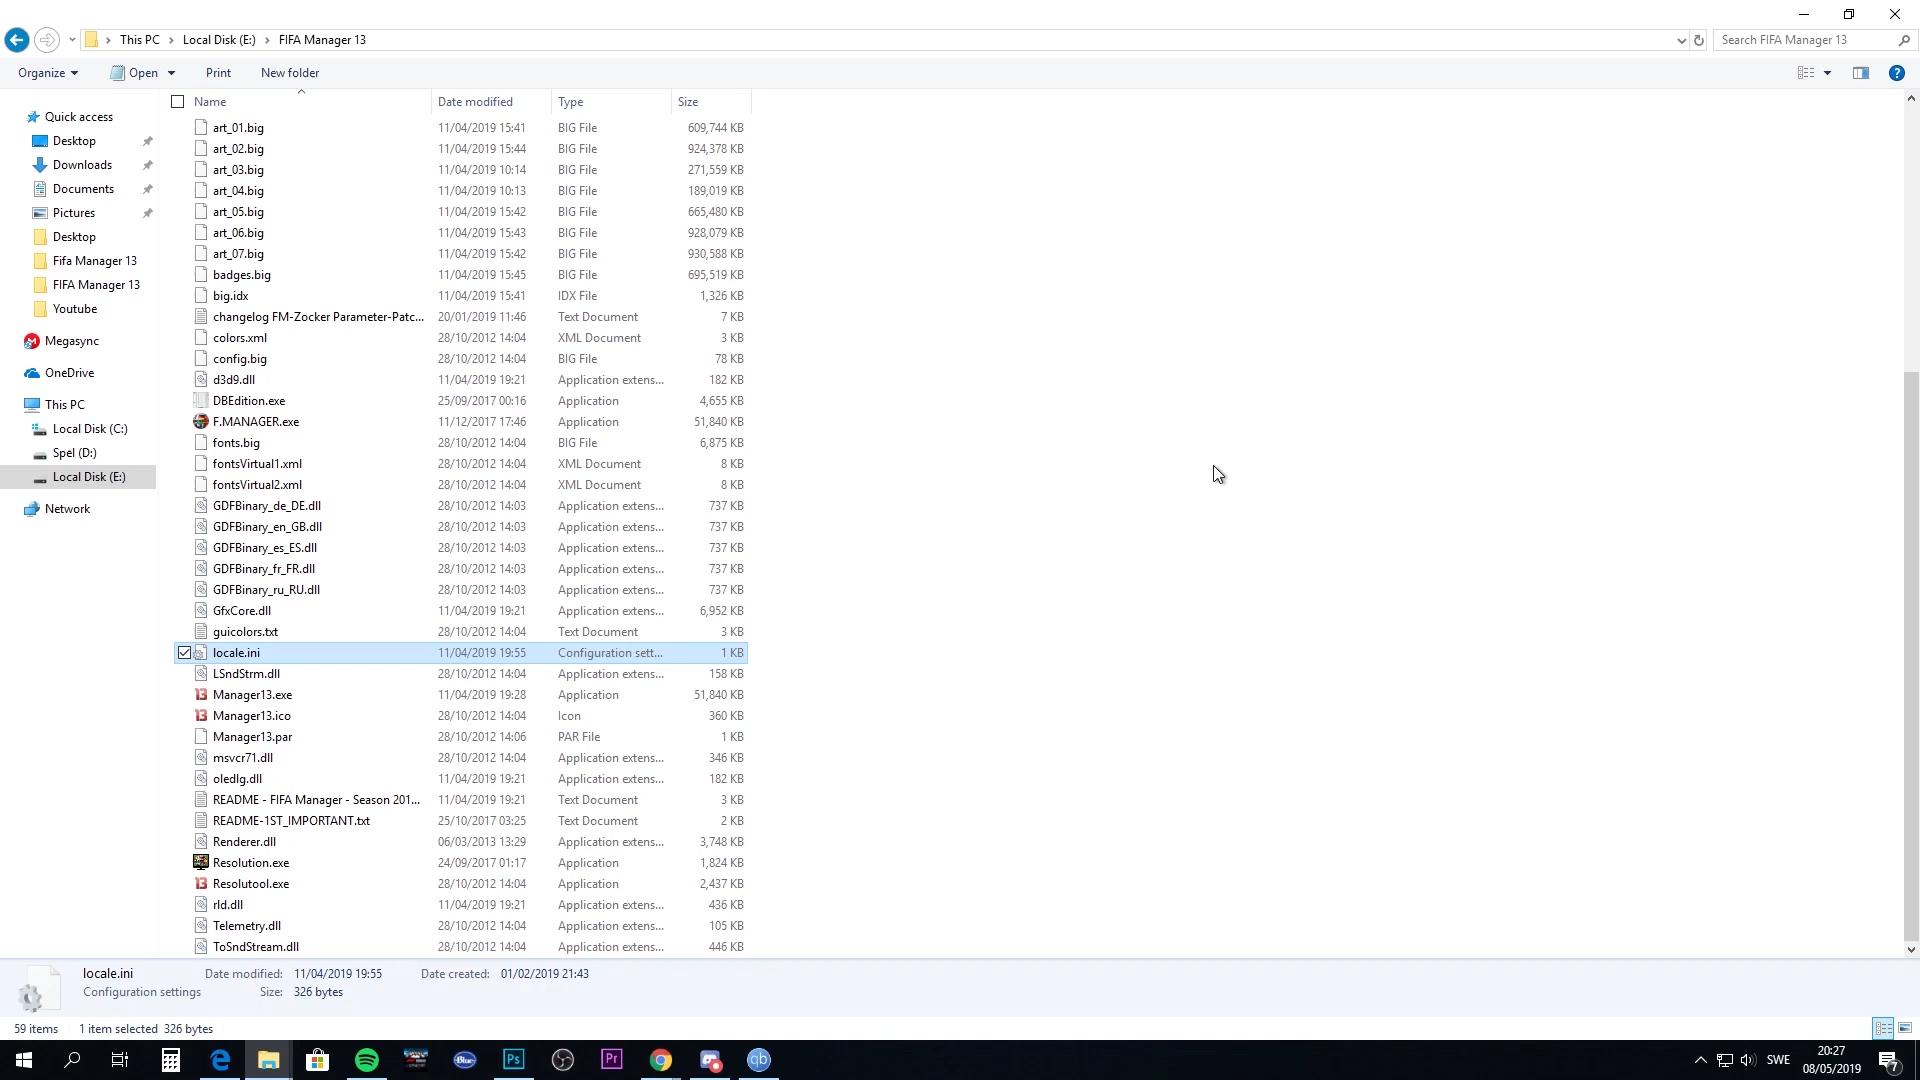 This PC > Local Disk (E:) > FIFA Manager 13
Search FIFA Manager 13
Organize Open Print New folder
Name Date modified Type Size
Quick access
Desktop
Downloads
Documents
Pictures
Desktop
Fifa Manager 13
FIFA Manager 13
Youtube
Megasync
OneDrive
This PC
Local Disk (C:)
Spel (D:)
Local Disk (E:)
Network
art_01.big 11/04/2019 15:41 BIG File 609,744 KB
art_02.big 11/04/2019 15:44 BIG File 924,378 KB
art_03.big 11/04/2019 10:14 BIG File 271,559 KB
art_04.big 11/04/2019 10:13 BIG File 189,019 KB
art_05.big 11/04/2019 15:42 BIG File 665,480 KB
art_06.big 11/04/2019 15:43 BIG File 928,079 KB
art_07.big 11/04/2019 15:42 BIG File 930,588 KB
badges.big 11/04/2019 15:45 BIG File 695,519 KB
big.idx 11/04/2019 15:41 IDX File 1,326 KB
changelog FM-Zocker Parameter-Patc... 20/01/2019 11:46 Text Document 7 KB
colors.xml 28/10/2012 14:04 XML Document 3 KB
config.big 28/10/2012 14:04 BIG File 78 KB
d3d9.dll 11/04/2019 19:21 Application extens... 182 KB
DBEdition.exe 25/09/2017 00:16 Application 4,655 KB
F.MANAGER.exe 11/12/2017 17:46 Application 51,840 KB
fonts.big 28/10/2012 14:04 BIG File 6,875 KB
fontsVirtual1.xml 28/10/2012 14:04 XML Document 8 KB
fontsVirtual2.xml 28/10/2012 14:04 XML Document 8 KB
GDFBinary_de_DE.dll 28/10/2012 14:03 Application extens... 737 KB
GDFBinary_en_GB.dll 28/10/2012 14:03 Application extens... 737 KB
GDFBinary_es_ES.dll 28/10/2012 14:03 Application extens... 737 KB
GDFBinary_fr_FR.dll 28/10/2012 14:03 Application extens... 737 KB
GDFBinary_ru_RU.dll 28/10/2012 14:03 Application extens... 737 KB
GfxCore.dll 11/04/2019 19:21 Application extens... 6,952 KB
guicolors.txt 28/10/2012 14:04 Text Document 3 KB
locale.ini 11/04/2019 19:55 Configuration sett... 1 KB
LSndStrm.dll 28/10/2012 14:04 Application extens... 158 KB
Manager13.exe 11/04/2019 19:28 Application 51,840 KB
Manager13.ico 28/10/2012 14:04 Icon 360 KB
Manager13.par 28/10/2012 14:06 PAR File 1 KB
msvcr71.dll 28/10/2012 14:04 Application extens... 346 KB
oledlg.dll 11/04/2019 19:21 Application extens... 182 KB
README - FIFA Manager - Season 201... 11/04/2019 19:21 Text Document 3 KB
README-1ST_IMPORTANT.txt 25/10/2017 03:25 Text Document 2 KB
Renderer.dll 06/03/2013 13:29 Application extens... 3,748 KB
Resolution.exe 24/09/2017 01:17 Application 1,824 KB
Resolutool.exe 28/10/2012 14:04 Application 2,437 KB
rld.dll 11/04/2019 19:21 Application extens... 436 KB
Telemetry.dll 28/10/2012 14:04 Application extens... 105 KB
ToSndStream.dll 28/10/2012 14:04 Application extens... 446 KB
locale.ini Date modified: 11/04/2019 19:55 Date created: 01/02/2019 21:43
Configuration settings Size: 326 bytes
59 items 1 item selected 326 bytes
Blue Ps Pr qb SWE
20:27
08/05/2019
7